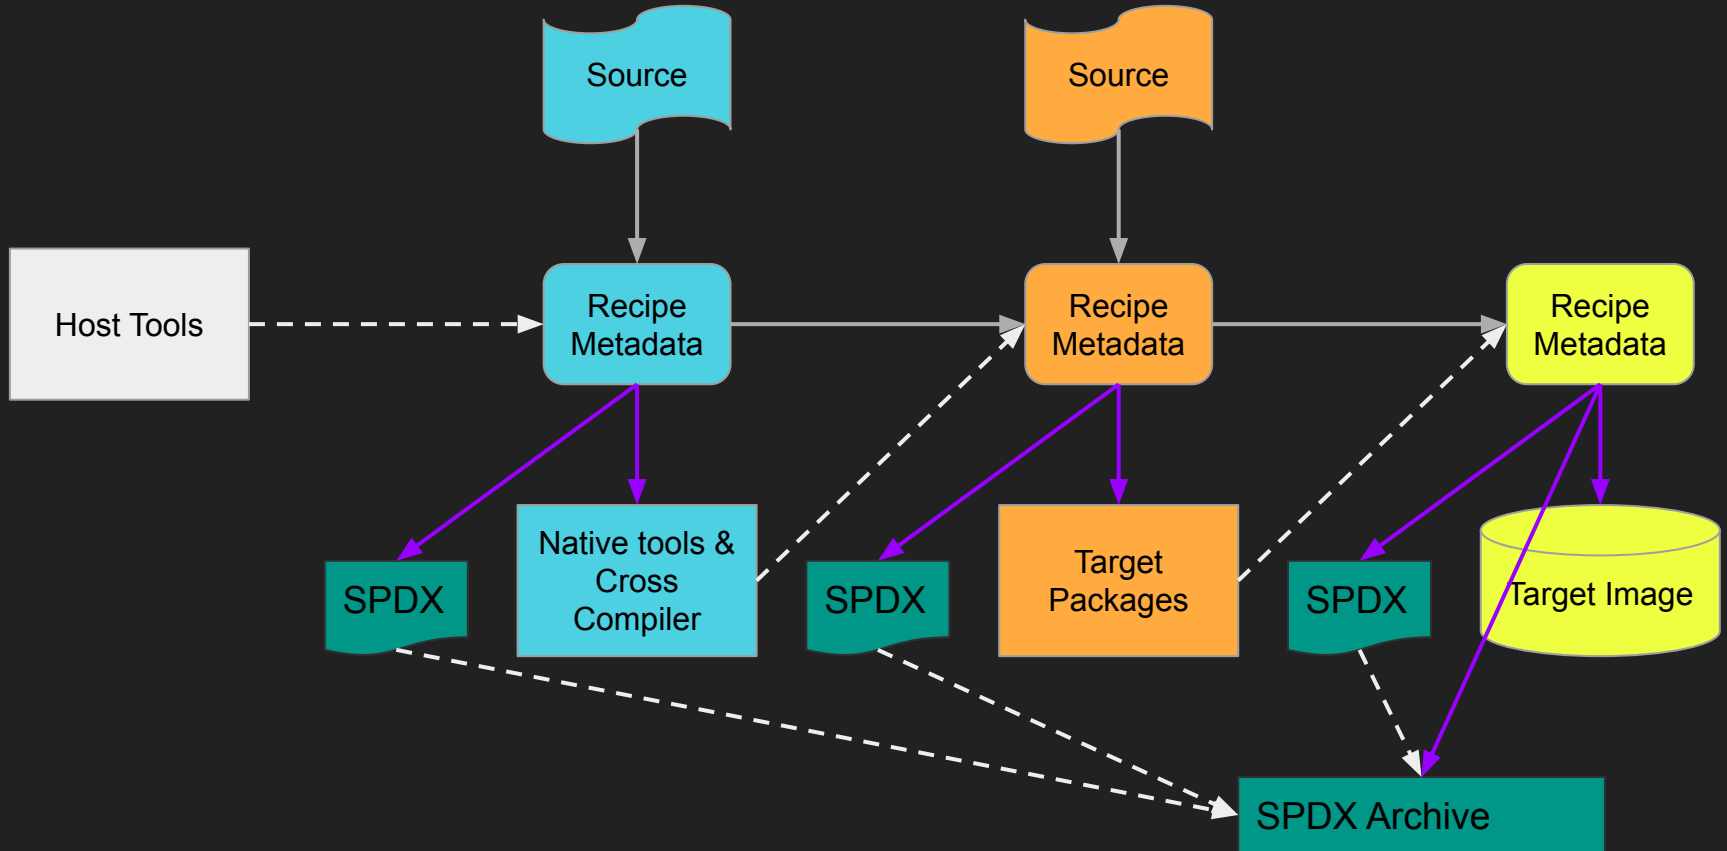 Source
Source
Host Tools
Recipe
Metadata
Recipe
Metadata
Recipe
Metadata
SPDX
Native tools &
Cross
Compiler
SPDX
Target
Packages
SPDX
Target Image
SPDX Archive